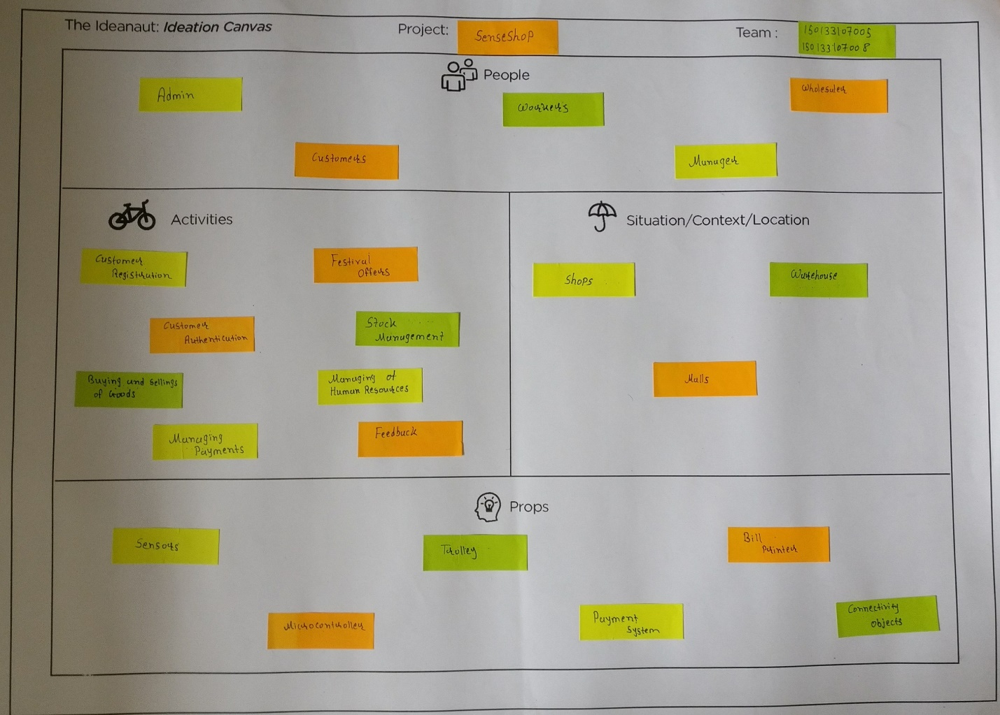 The Ideanaut: Ideation Canvas
Project:
SenseShop
Team :
150133107005
150133107008
People
Admin
Workers
Wholesaler
Customers
Manager
Activities
Customer
Registration
Festival
Offers
Customer
Authentication
Stock
Management
Buying and Sellings
of Goods
Managing of
Human Resources
Managing
Payments
Feedback
Situation/Context/Location
Shops
Warehouse
Malls
Props
Sensors
Trolley
Bill
Printer
Microcontroller
Payment
System
Connectivity
Objects